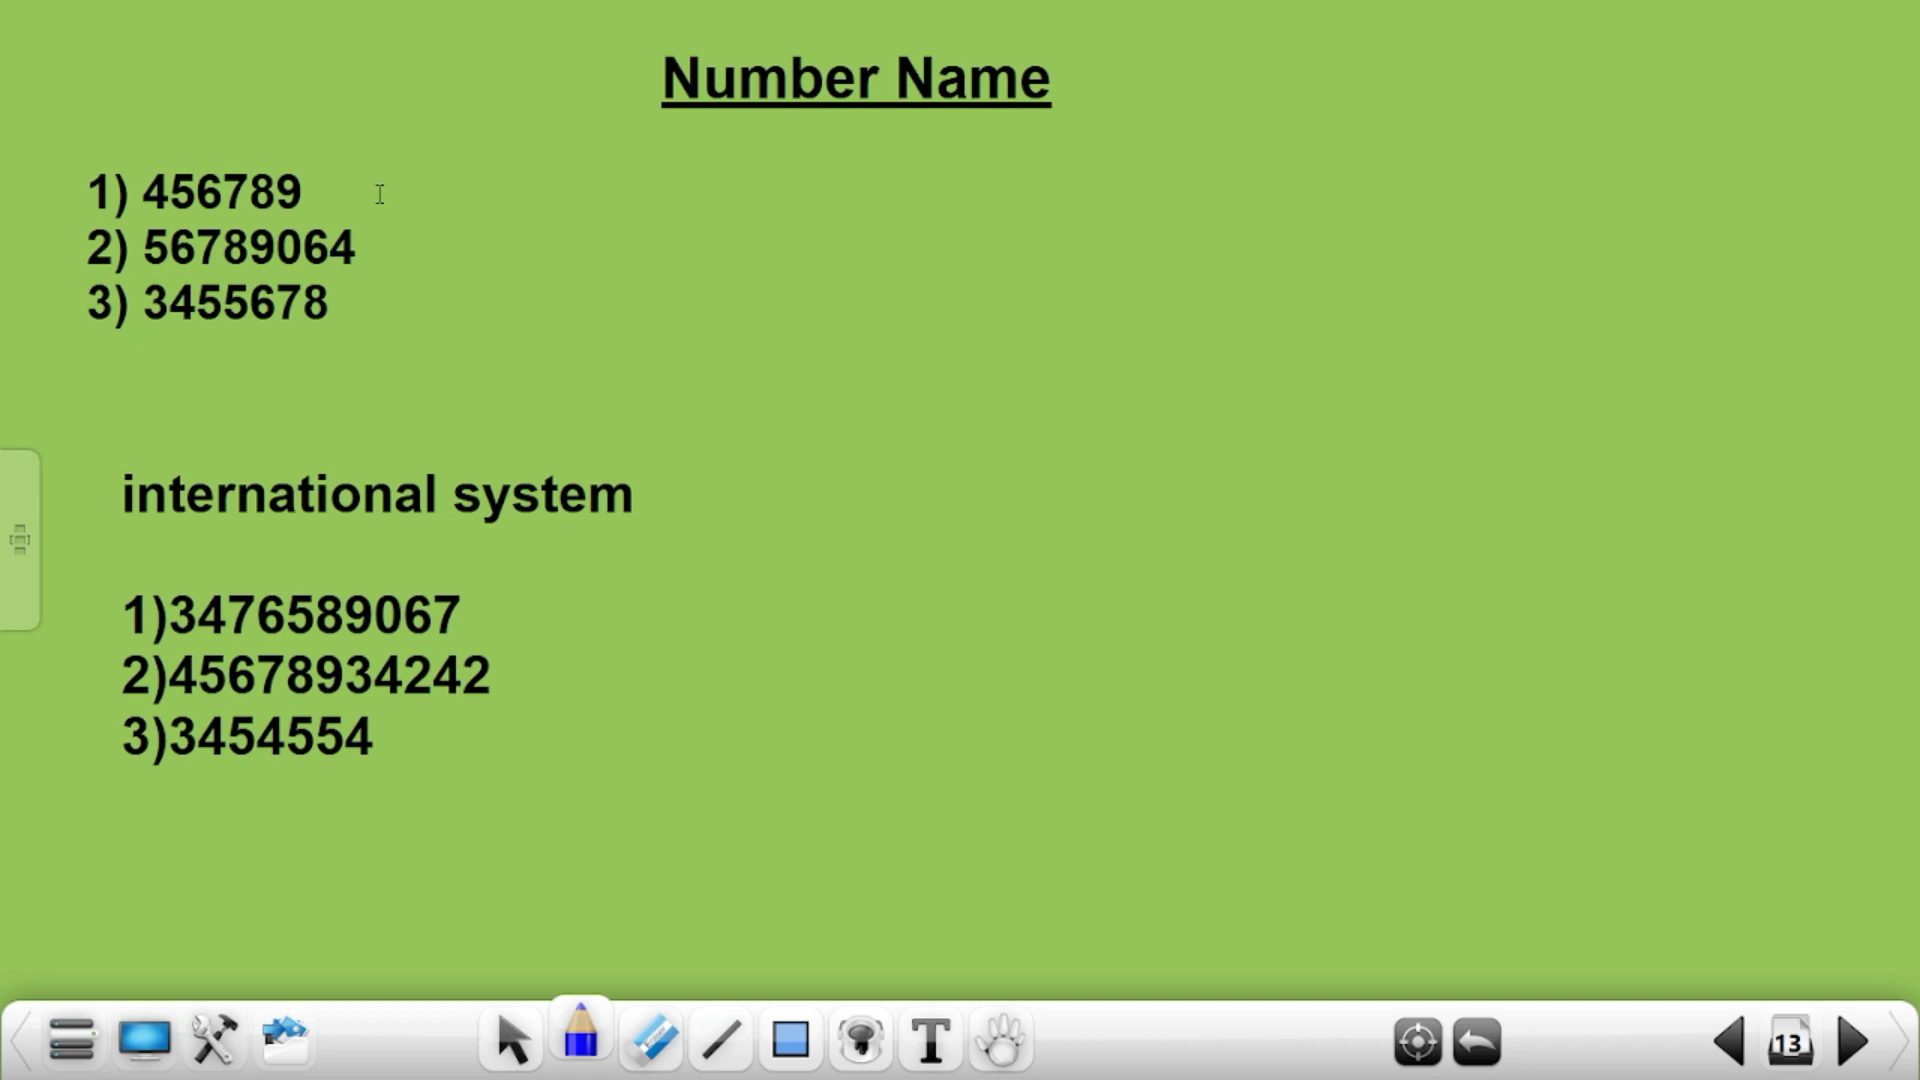 Number Name
1) 456789
2) 56789064
3) 3455678
international system
1)3476589067
2)45678934242
3)3454554
T
13